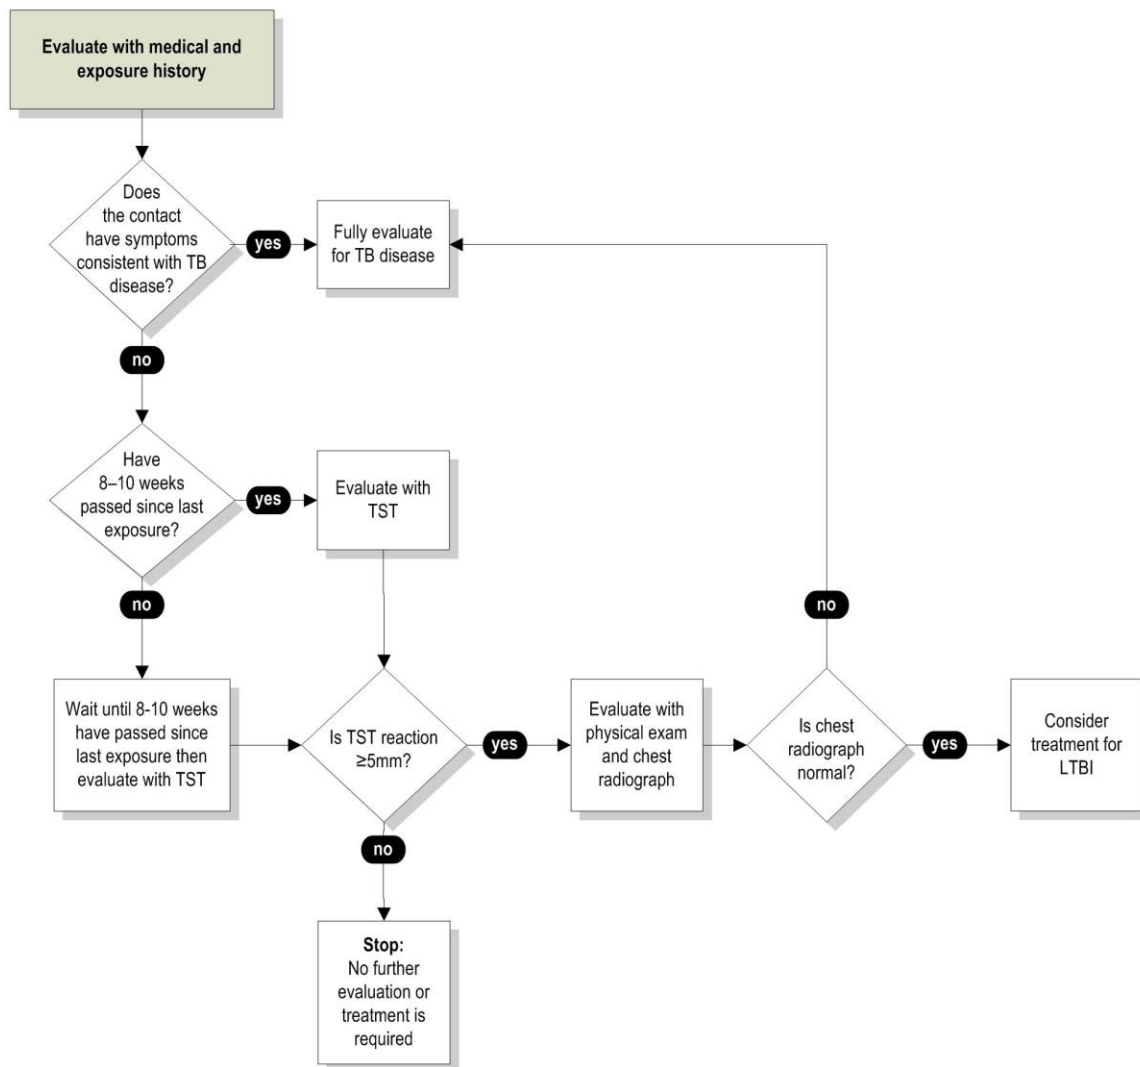 Evaluate with medical and
exposure history
Does
the contact
have symptoms
consistent with TB
disease?
yes
Fully evaluate
for TB disease
no
Have
8–10 weeks
passed since last
exposure?
yes
Evaluate with
TST
no
no
Wait until 8-10 weeks
have passed since
last exposure then
evaluate with TST
Is TST reaction
≥5mm?
yes
Evaluate with
physical exam
and chest
radiograph
Is chest
radiograph
normal?
yes
Consider
treatment for
LTBI
no
Stop:
No further
evaluation or
treatment is
required